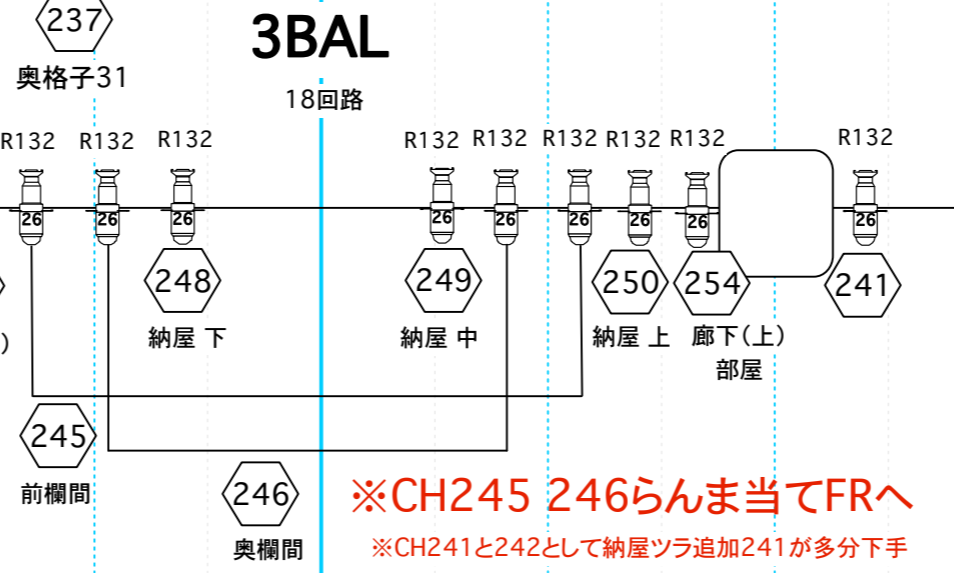 237
奥格子31
3BAL
18回路
R132 R132 R132 R132 R132 R132 R132 R132 R132
26 26 26 26 26 26 26 26 26
248 249 250 254 241
)
納屋 下 納屋 中 納屋 上 廊下(上)
部屋
245
前欄間
246
奥欄間
※CH245 246らんま当てFRへ
※CH241と242として納屋ツラ追加241が多分下手